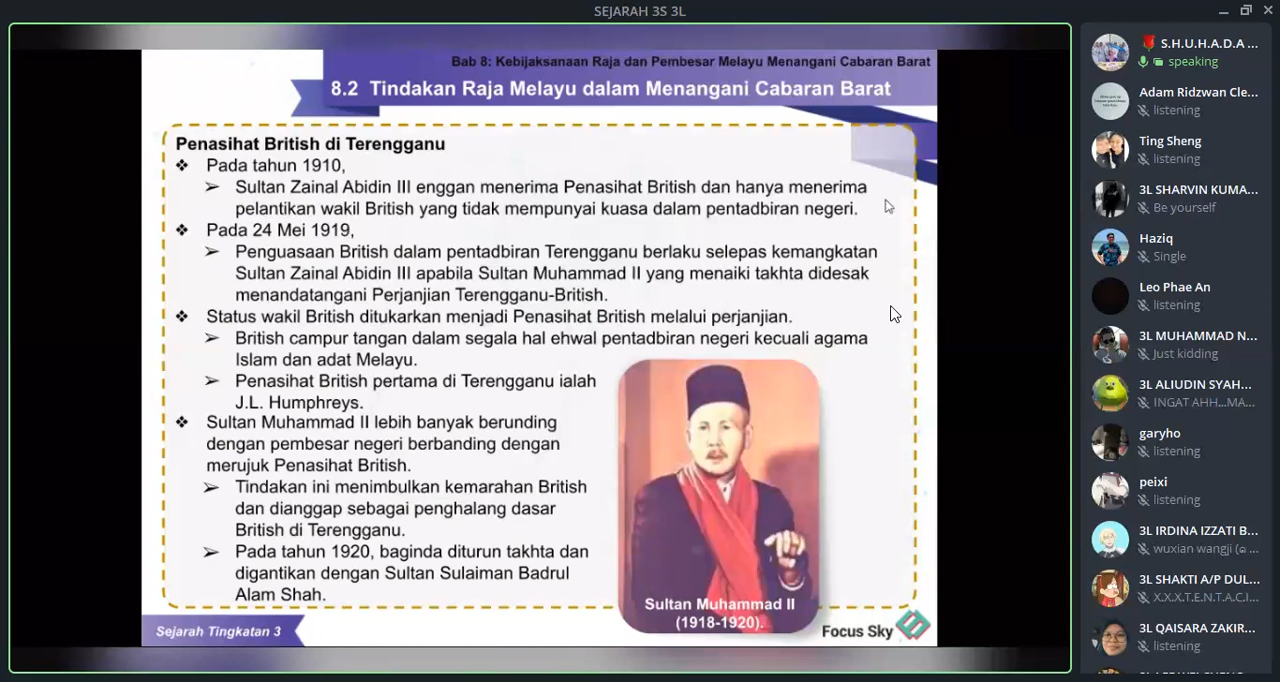 SEJARAH 3S 3L
Bab 8: Kebijaksanaan Raja dan Pembesar Melayu Menangani Cabaran Barat
8.2 Tindakan Raja Melayu dalam Menangani Cabaran Barat
Penasihat British di Terengganu
❖ Pada tahun 1910,
➢ Sultan Zainal Abidin III enggan menerima Penasihat British dan hanya menerima
pelantikan wakil British yang tidak mempunyai kuasa dalam pentadbiran negeri.
❖ Pada 24 Mei 1919,
➢ Penguasaan British dalam pentadbiran Terengganu berlaku selepas kemangkatan
Sultan Zainal Abidin III apabila Sultan Muhammad II yang menaiki takhta didesak
menandatangani Perjanjian Terengganu-British.
❖ Status wakil British ditukarkan menjadi Penasihat British melalui perjanjian.
➢ British campur tangan dalam segala hal ehwal pentadbiran negeri kecuali agama
Islam dan adat Melayu.
➢ Penasihat British pertama di Terengganu ialah
J.L. Humphreys.
❖ Sultan Muhammad II lebih banyak berunding
dengan pembesar negeri berbanding dengan
merujuk Penasihat British.
➢ Tindakan ini menimbulkan kemarahan British
dan dianggap sebagai penghalang dasar
British di Terengganu.
➢ Pada tahun 1920, baginda diturun takhta dan
digantikan dengan Sultan Sulaiman Badrul
Alam Shah.
Sultan Muhammad II
(1918-1920).
Sejarah Tingkatan 3
Focus Sky
S.H.U.H.A.D.A ...
speaking
Adam Ridzwan Cle...
listening
Ting Sheng
listening
3L SHARVIN KUMA...
Be yourself
Haziq
Single
Leo Phae An
listening
3L MUHAMMAD N...
Just kidding
3L ALIUDIN SYAH...
INGAT AHH...MA...
garyho
listening
peixi
listening
3L IRDINA IZZATI B...
wuxian wangji (๑ ...
3L SHAKTI A/P DUL...
X.X.X.T.E.N.T.A.C.I...
3L QAISARA ZAKIR...
listening